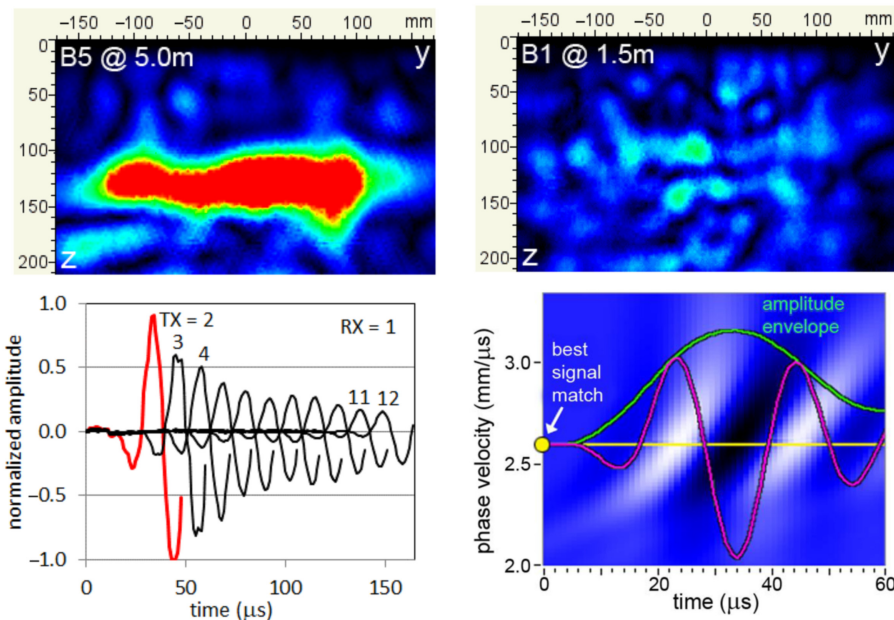 −150 −100 −50 0 50 100 mm
0
B5 @ 5.0m y
50
100
150
z
200
−150 −100 −50 0 50 100 150 mm
0
B1 @ 1.5m y
50
100
150
z
200
1.0
TX = 2 RX = 1
3
4
0.5
11 12
0.0
−0.5
−1.0
normalized amplitude
0 50 100 150
time (μs)
amplitude
envelope
3.0
best
signal
match
2.5
2.0
phase velocity (mm/μs)
0 20 40 60
time (μs)